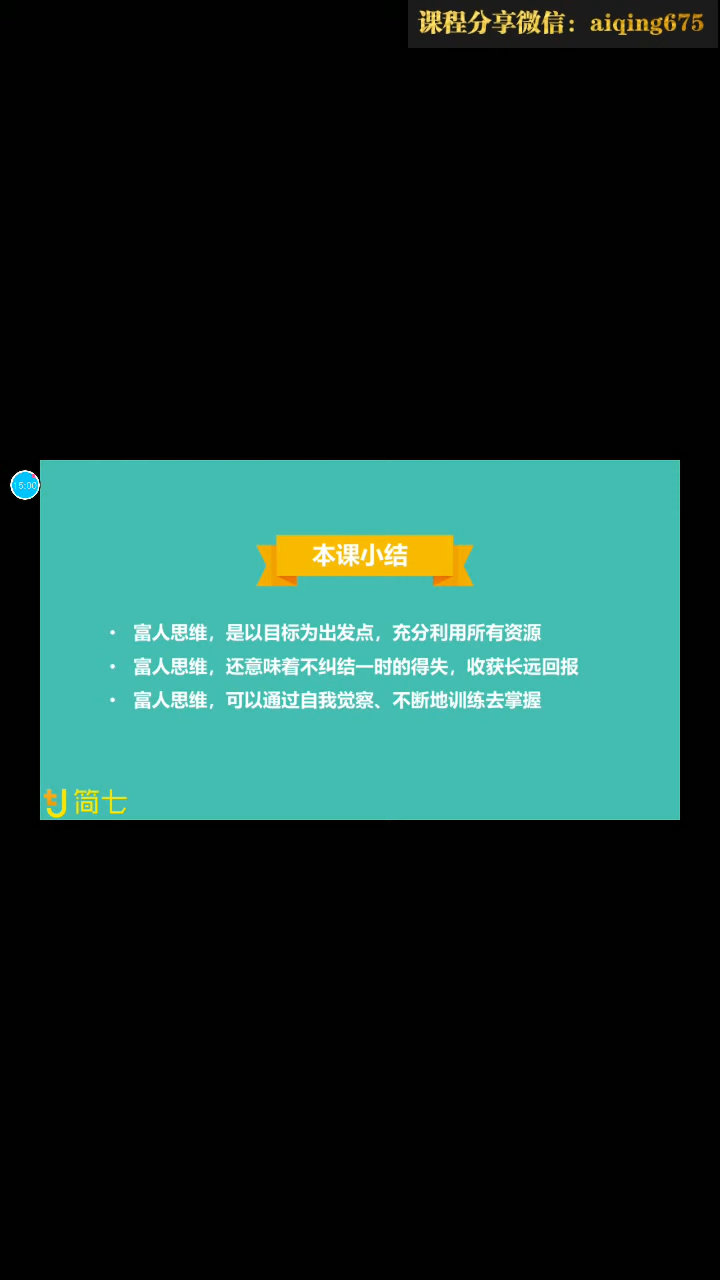 课程分享微信：aiqing675
15:00
本课小结
• 富人思维，是以目标为出发点，充分利用所有资源
• 富人思维，还意味着不纠结一时的得失，收获长远回报
• 富人思维，可以通过自我觉察、不断地训练去掌握
简七